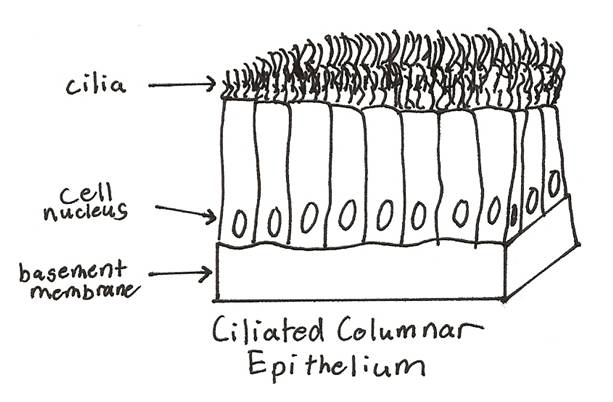 cilia
cell
nucleus
basement
membrane
Ciliated Columnar
Epithelium